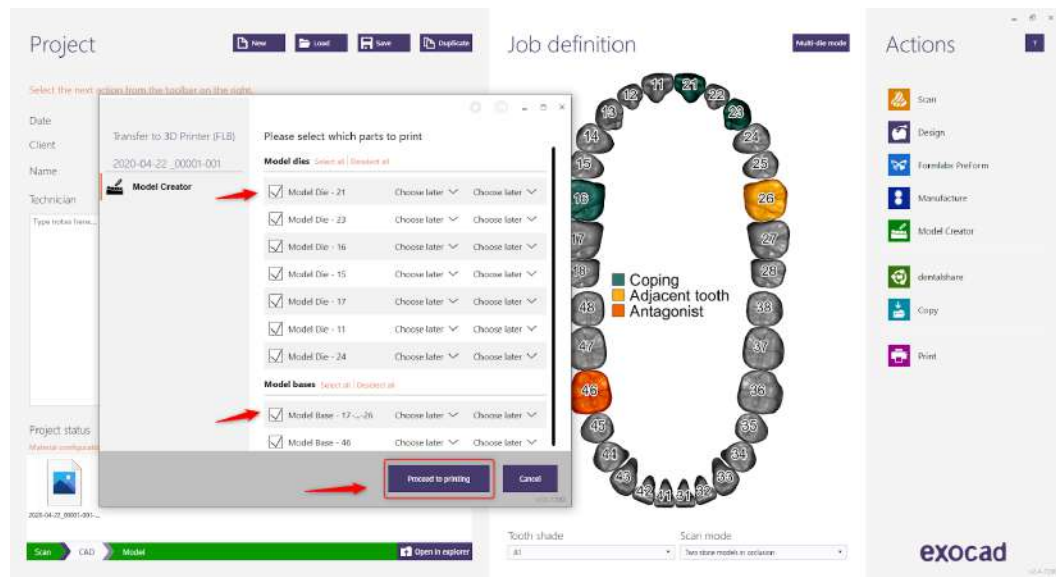 Project
New
Load
Save
Duplicate
Select the next action from the toolbar on the right.
Date
Client
Name
Technician
Type notes here...
Project status
Scan
CAD
Model
Open in explorer
Transfer to 3D Printer (FLB)
2020-04-22_00001-001
Model Creator
Please select which parts to print
Model dies Select all | Deselect all
Model Die - 21 Choose later Choose later
Model Die - 23 Choose later Choose later
Model Die - 16 Choose later Choose later
Model Die - 15 Choose later Choose later
Model Die - 17 Choose later Choose later
Model Die - 11 Choose later Choose later
Model Die - 24 Choose later Choose later
Model bases Select all | Deselect all
Model Base - 17-...-26 Choose later Choose later
Model Base - 46 Choose later Choose later
Proceed to printing
Cancel
Job definition
Multi-die mode
11
21
12
22
13
23
14
24
15
25
16
26
17
27
18
28
Coping
Adjacent tooth
Antagonist
48
38
47
37
46
36
45
35
44
34
43
33
42
41
31
32
Tooth shade
A1
Scan mode
Two stone models in occlusion
Actions
?
Scan
Design
Formlabs PreForm
Manufacture
Model Creator
dentalshare
Copy
Print
exocad